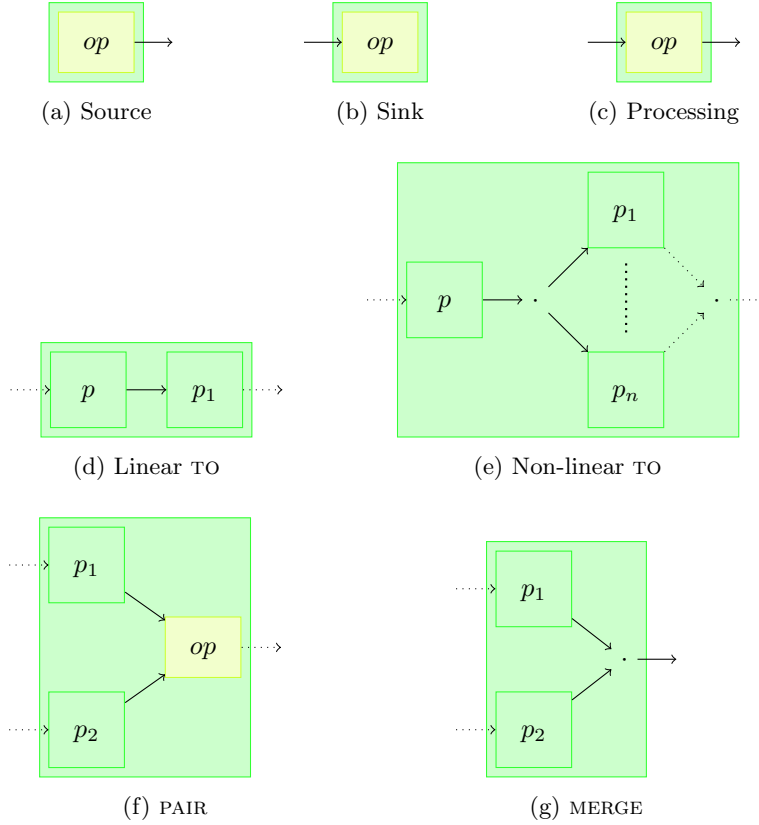 op
op
op
(a) Source
(b) Sink
(c) Processing
p₁
p
pₙ
p
p₁
(d) Linear TO
(e) Non-linear TO
p₁
p₁
op
p₂
p₂
(f) PAIR
(g) MERGE